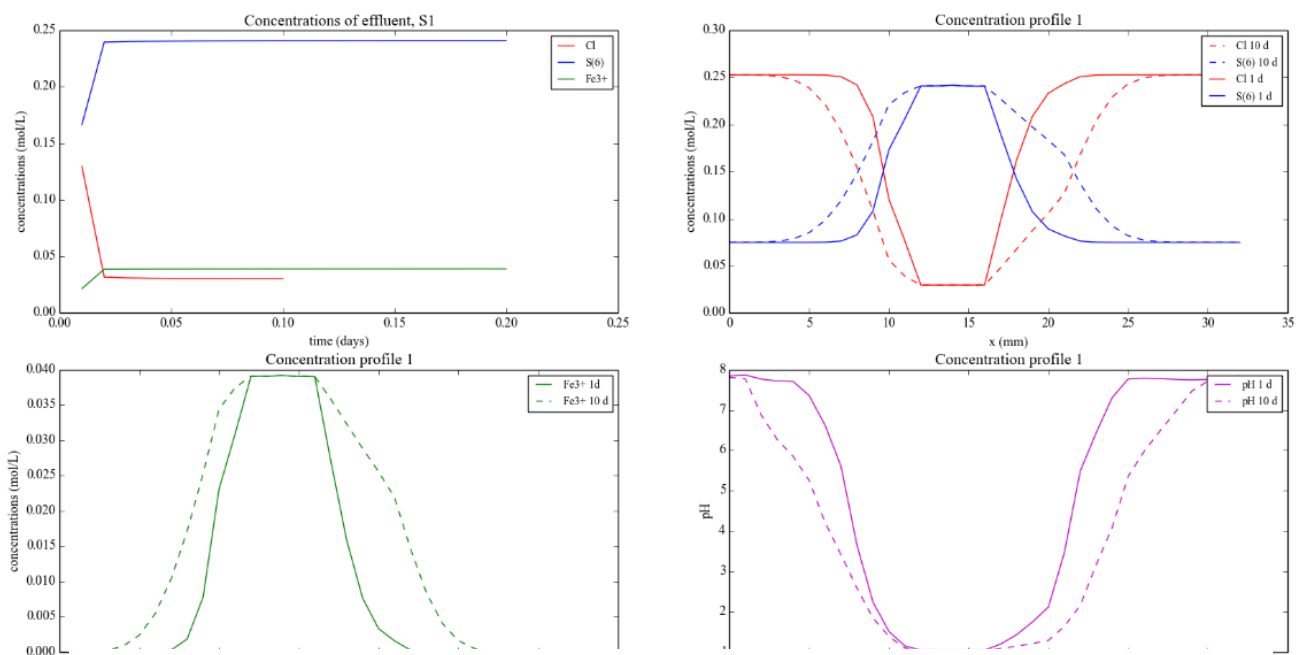 Concentrations of effluent, S1
0.25
0.20
0.15
0.10
0.05
0.00
concentrations (mol/L)
Cl
S(6)
Fe3+
0.00
0.05
0.10
0.15
0.20
0.25
time (days)
Concentration profile 1
0.30
0.25
0.20
0.15
0.10
0.05
0.00
concentrations (mol/L)
Cl 10 d
S(6) 10 d
Cl 1 d
S(6) 1 d
0
5
10
15
20
25
30
35
x (mm)
Concentration profile 1
0.040
0.035
0.030
0.025
0.020
0.015
0.010
0.005
0.000
concentrations (mol/L)
Fe3+ 1d
Fe3+ 10 d
Concentration profile 1
8
7
6
5
4
3
2
pH
pH 1 d
pH 10 d